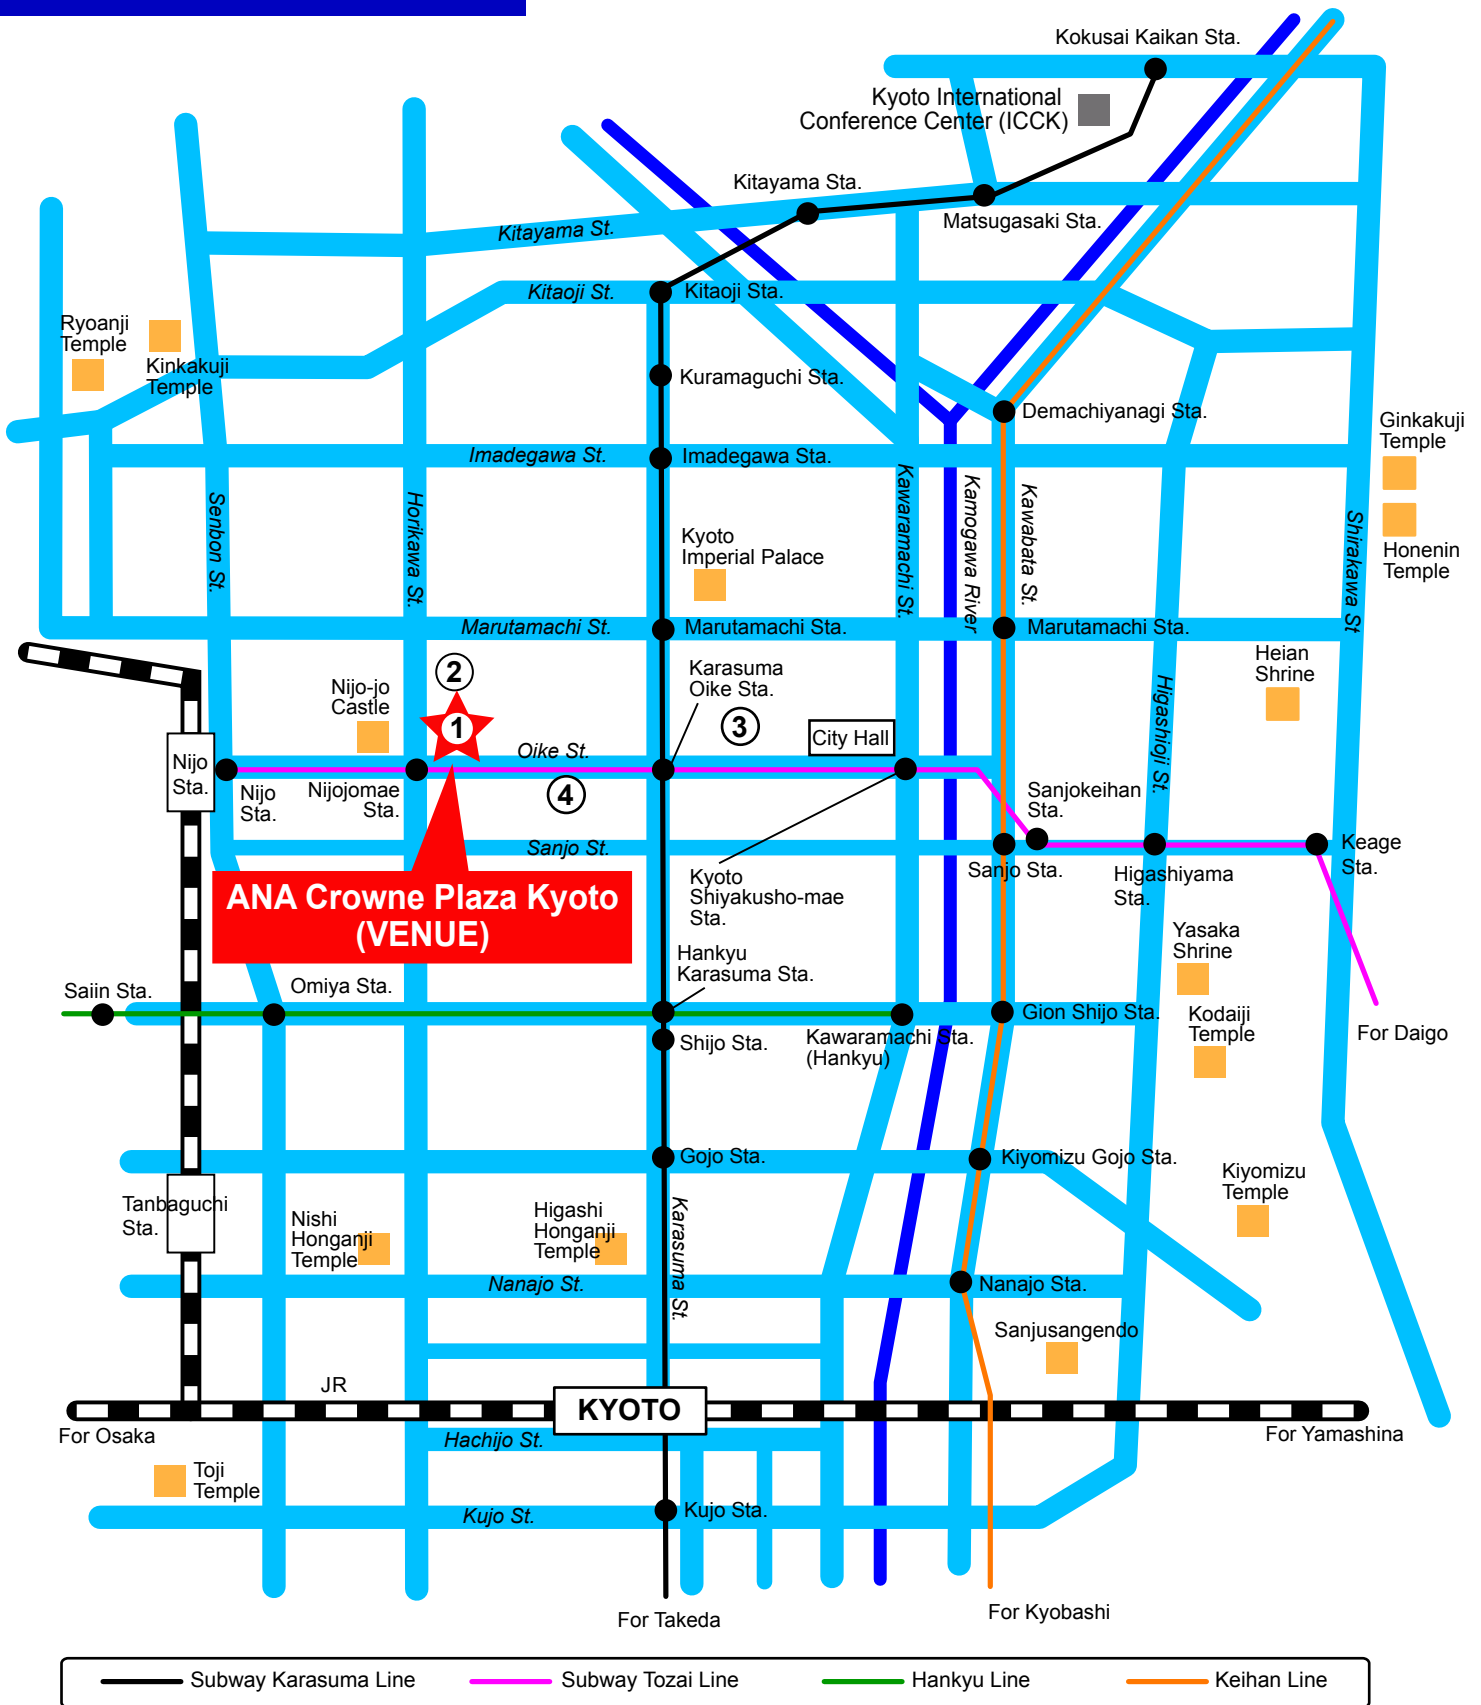 Kokusai Kaikan Sta.
Kyoto International
Conference Center (ICCK)
Kitayama Sta.
Matsugasaki Sta.
Kitayama St.
Kitaoji St.
Kitaoji Sta.
Ryoanji
Temple
Kinkakuji
Temple
Kuramaguchi Sta.
Demachiyanagi Sta.
Ginkakuji
Temple
Imadegawa St.
Imadegawa Sta.
Senbon St.
Horikawa St.
Kawaramachi St.
Kamogawa River
Kawabata St.
Shirakawa St
Honenin
Temple
Kyoto
Imperial Palace
Marutamachi St.
Marutamachi Sta.
Marutamachi Sta.
Heian
Shrine
Higashioji St.
Nijo-jo
Castle
2
1
Karasuma
Oike Sta.
3
City Hall
Oike St.
4
Nijo
Sta.
Nijo
Sta.
Nijojomae
Sta.
Sanjokeihan
Sta.
Sanjo St.
Sanjo Sta.
Higashiyama
Sta.
Keage
Sta.
Kyoto
Shiyakusho-mae
Sta.
ANA Crowne Plaza Kyoto
(VENUE)
Yasaka
Shrine
Hankyu
Karasuma Sta.
Saiin Sta.
Omiya Sta.
Gion Shijo Sta.
Kodaiji
Temple
For Daigo
Shijo Sta.
Kawaramachi Sta.
(Hankyu)
Gojo Sta.
Kiyomizu Gojo Sta.
Kiyomizu
Temple
Tanbaguchi
Sta.
Nishi
Honganji
Temple
Higashi
Honganji
Temple
Karasuma St.
Nanajo St.
Nanajo Sta.
Sanjusangendo
JR
KYOTO
For Osaka
For Yamashina
Hachijo St.
Toji
Temple
Kujo St.
Kujo Sta.
For Takeda
For Kyobashi
Subway Karasuma Line
Subway Tozai Line
Hankyu Line
Keihan Line